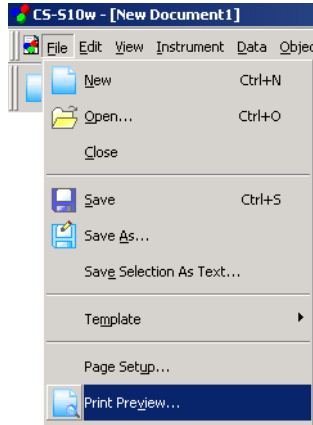 CS-S10w - [New Document1]
File Edit View Instrument Data Objec
New Ctrl+N
Open... Ctrl+O
Close
Save Ctrl+S
Save As...
Save Selection As Text...
Template
Page Setup...
Print Preview...